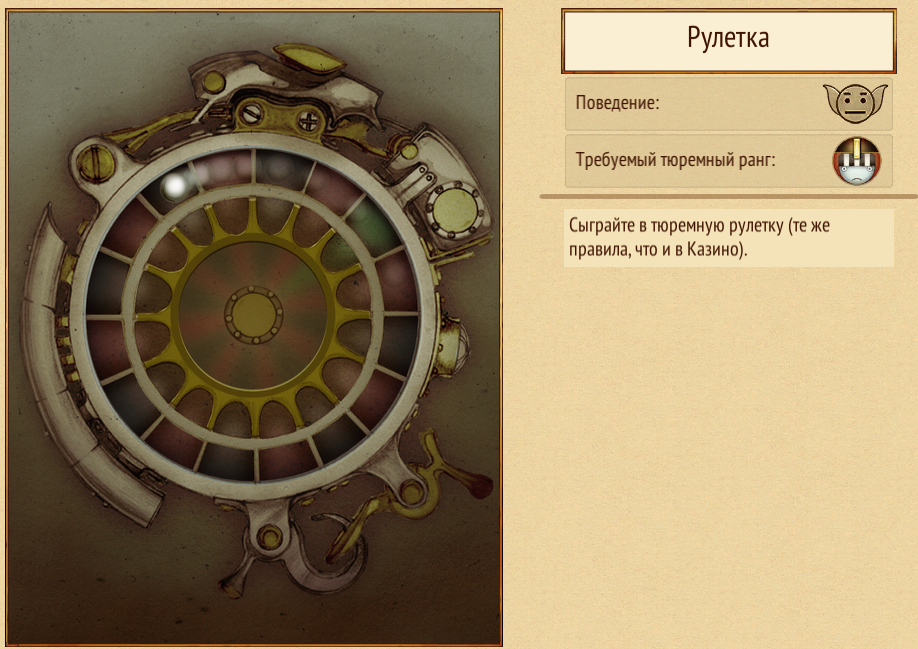 Рулетка
Поведение:
Требуемый тюремный ранг:
Сыграйте в тюремную рулетку (те же
правила, что и в Казино).